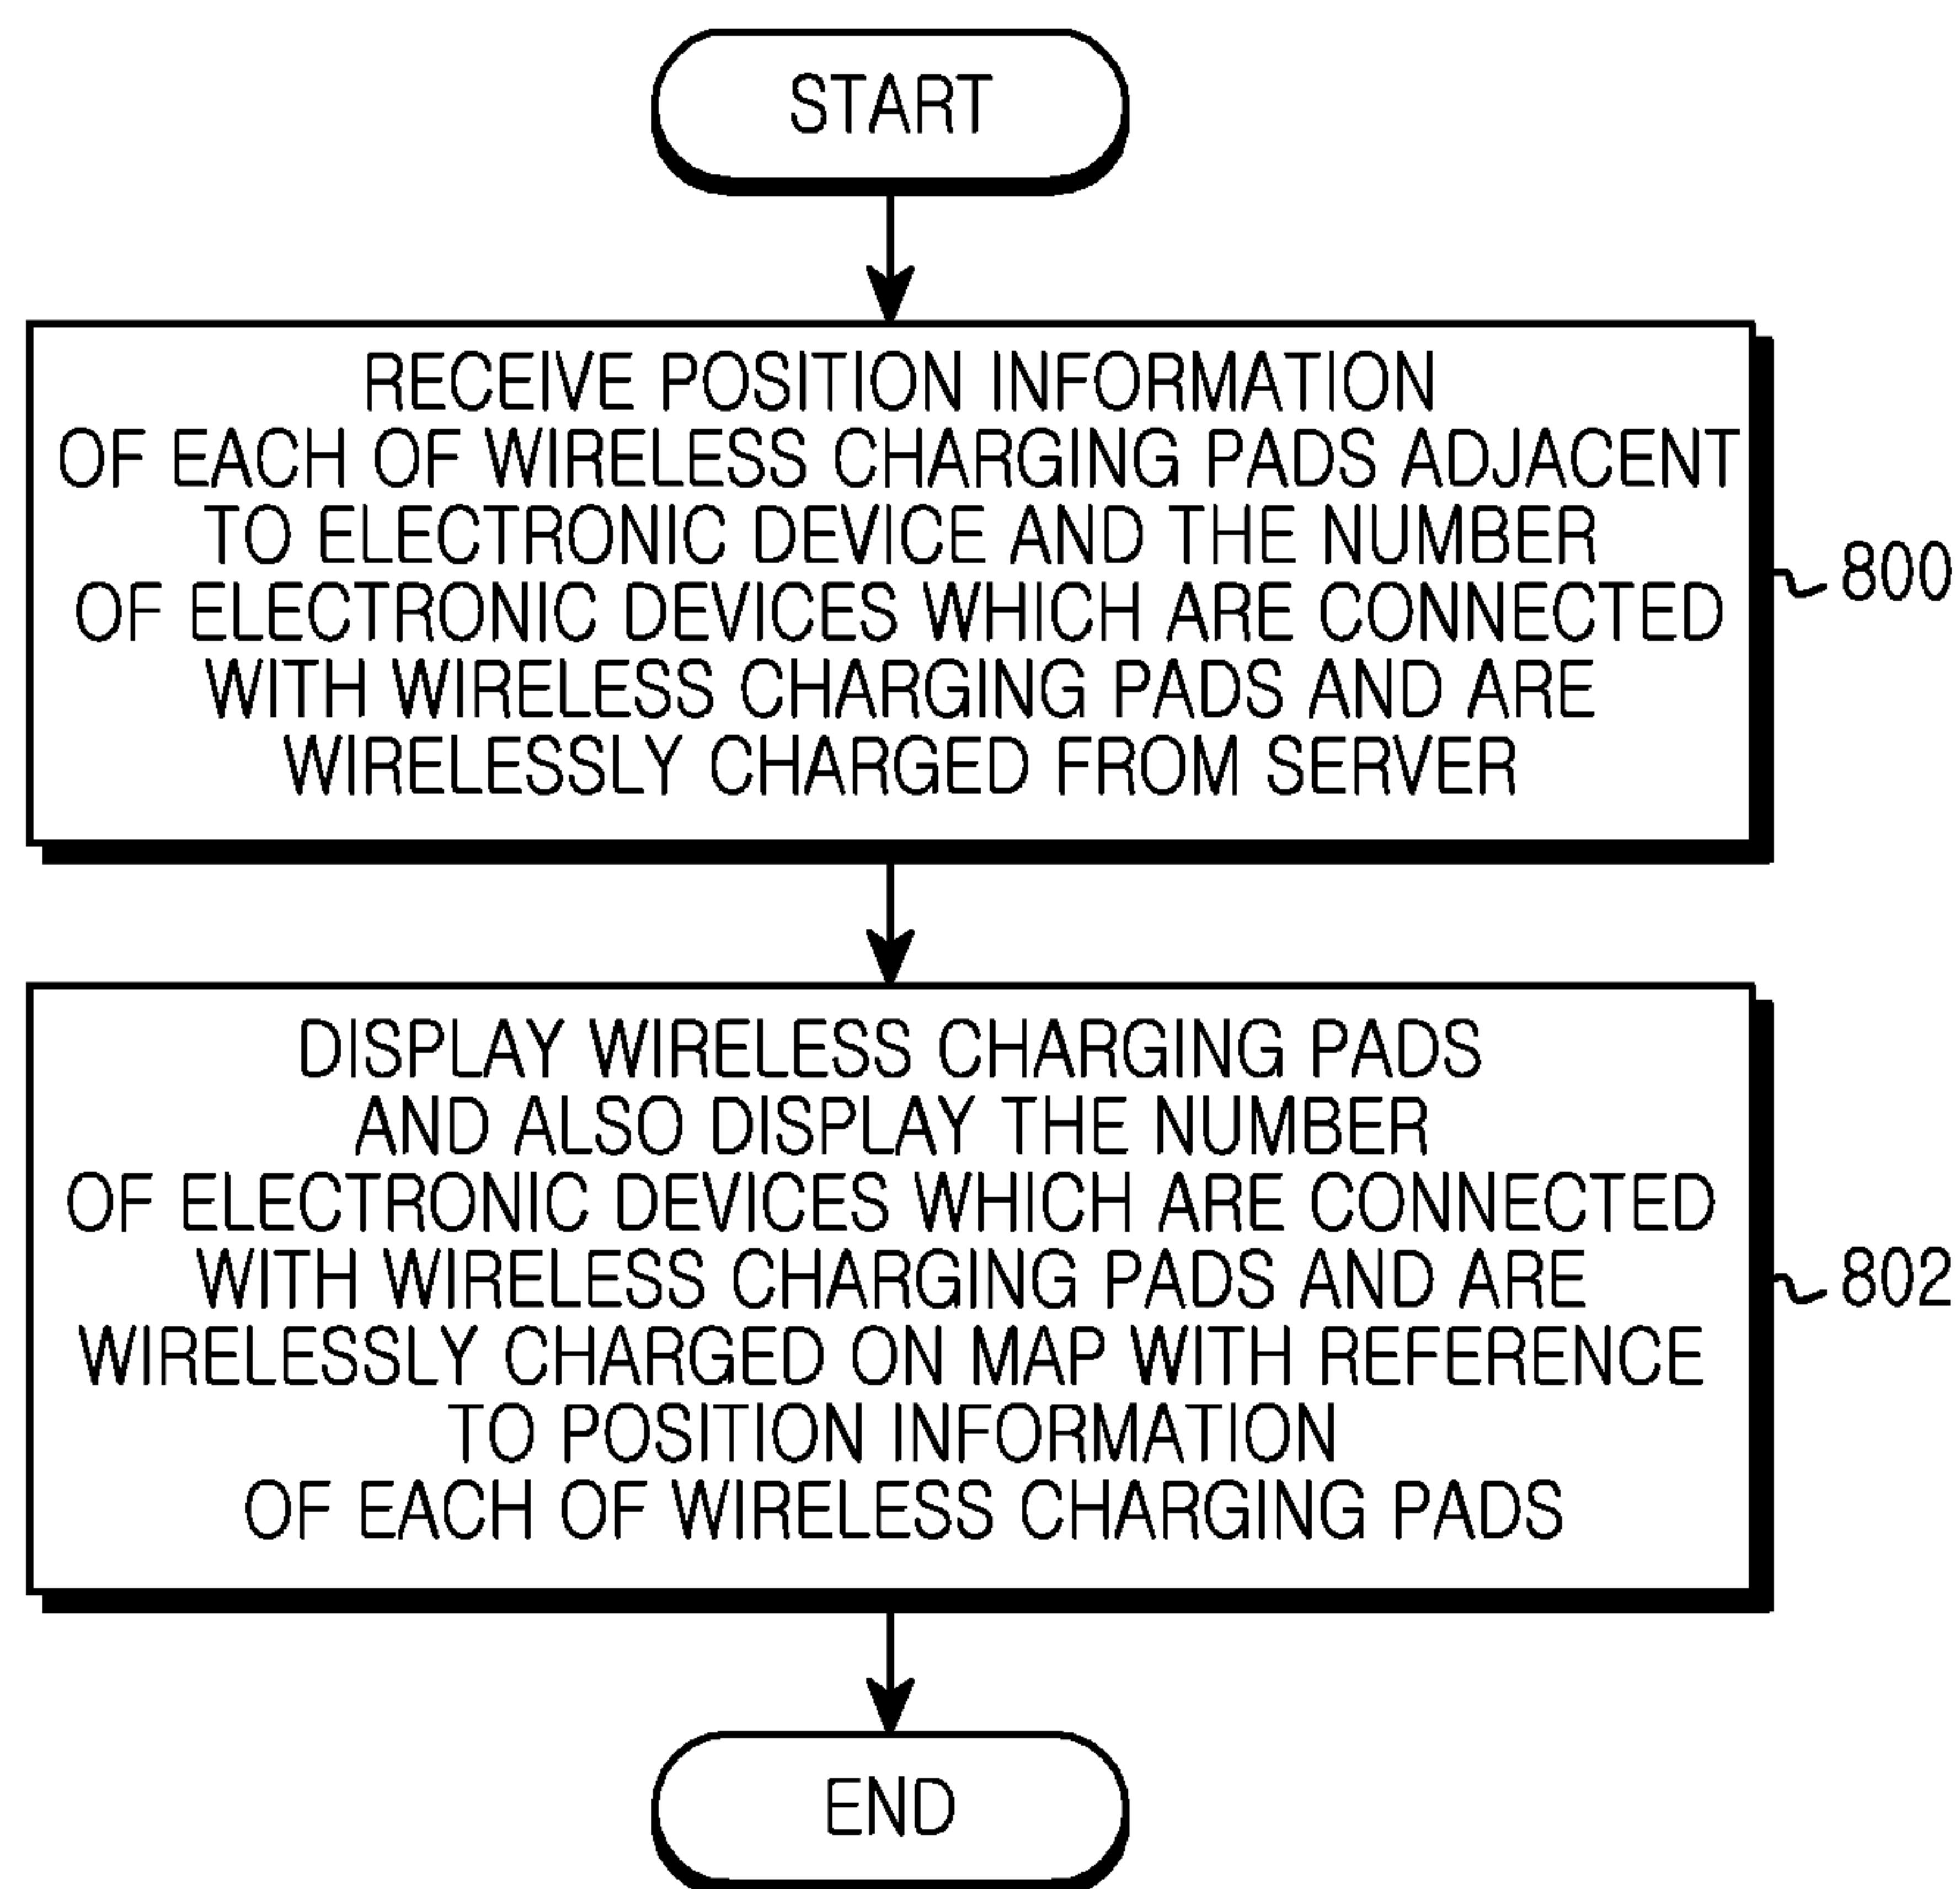 START
RECEIVE POSITION INFORMATION
OF EACH OF WIRELESS CHARGING PADS ADJACENT
TO ELECTRONIC DEVICE AND THE NUMBER
OF ELECTRONIC DEVICES WHICH ARE CONNECTED
WITH WIRELESS CHARGING PADS AND ARE
WIRELESSLY CHARGED FROM SERVER
800
DISPLAY WIRELESS CHARGING PADS
AND ALSO DISPLAY THE NUMBER
OF ELECTRONIC DEVICES WHICH ARE CONNECTED
WITH WIRELESS CHARGING PADS AND ARE
WIRELESSLY CHARGED ON MAP WITH REFERENCE
TO POSITION INFORMATION
OF EACH OF WIRELESS CHARGING PADS
802
END